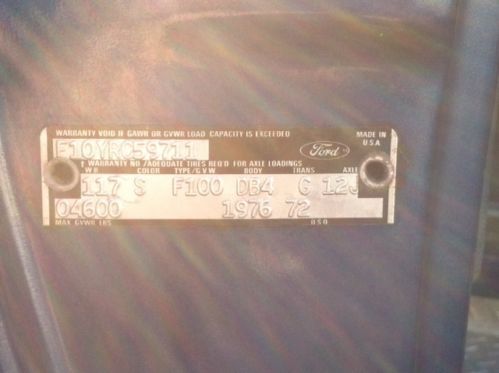 WARRANTY VOID IF GAWR OR GVWR LOAD CAPACITY IS EXCEEDED
F10YRC59711
Ford
MADE IN
U.S.A.
WARRANTY NO./ADEQUATE TIRES REQ'D FOR AXLE LOADINGS
W B COLOR TYPE/G.V.W. BODY TRANS AXLE
117 S F100 DB4 G 12J
04600 1976 72
MAX GVWR LBS DSO